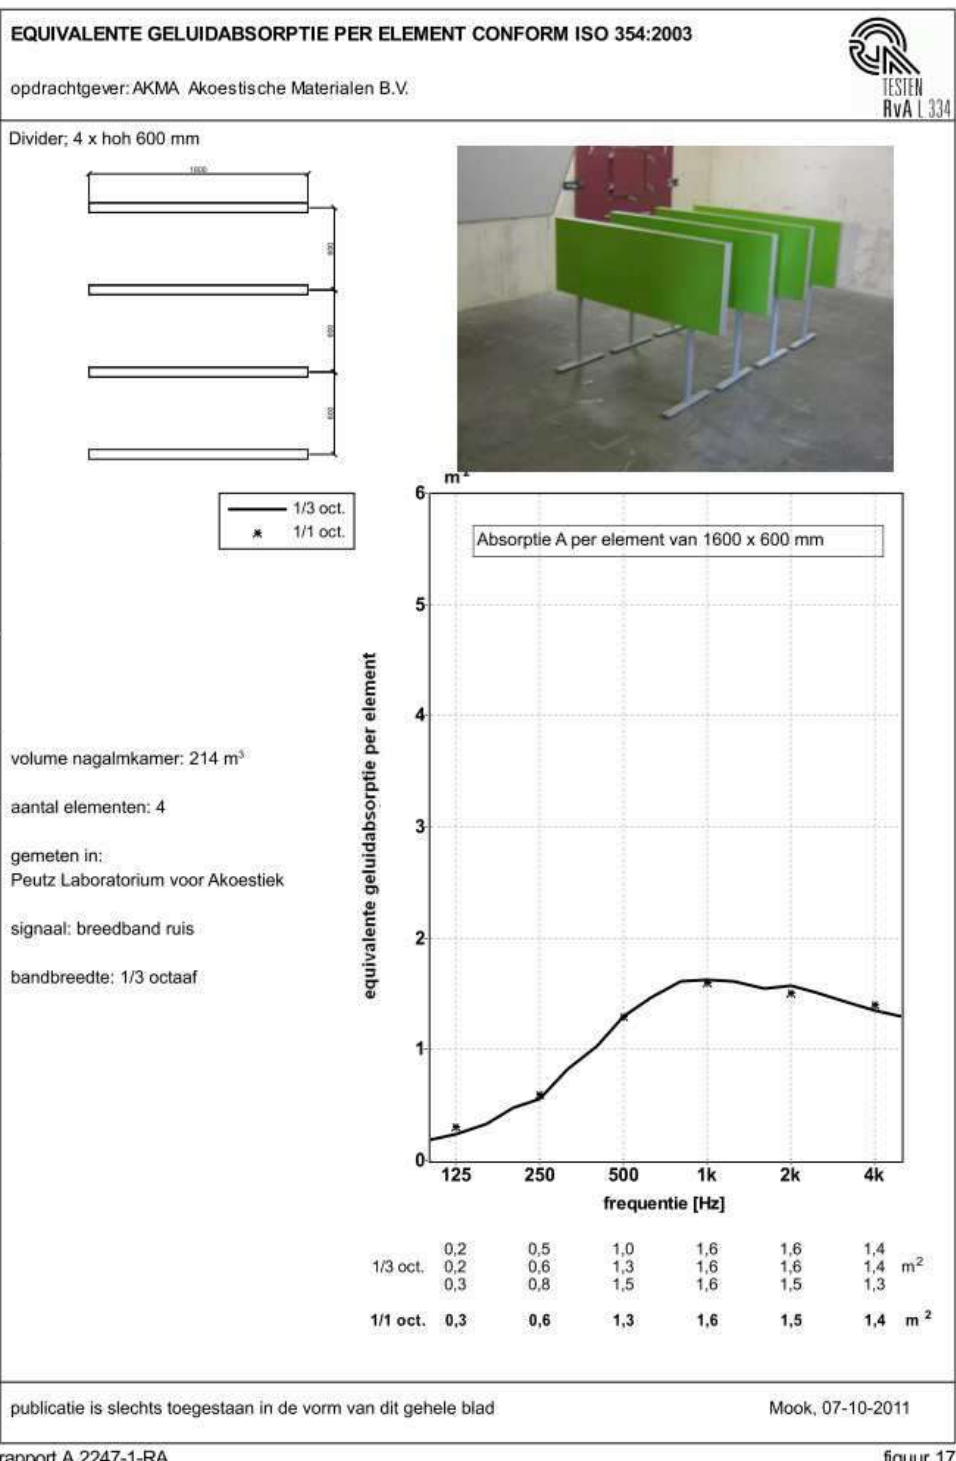 EQUIVALENTE GELUIDABSORPTIE PER ELEMENT CONFORM ISO 354:2003
opdrachtgever: AKMA Akoestische Materialen B.V.
TESTEN
RvA L 334
Divider; 4 x hoh 600 mm
1600
600
600
600
1/3 oct.
1/1 oct.
m²
Absorptie A per element van 1600 x 600 mm
6
5
4
3
2
1
0
equivalente geluidabsorptie per element
volume nagalmkamer: 214 m³
aantal elementen: 4
gemeten in:
Peutz Laboratorium voor Akoestiek
signaal: breedband ruis
bandbreedte: 1/3 octaaf
125 250 500 1k 2k 4k
frequentie [Hz]
0,2 0,5 1,0 1,6 1,6 1,4
1/3 oct. 0,2 0,6 1,3 1,6 1,6 1,4 m²
0,3 0,8 1,5 1,6 1,5 1,3
1/1 oct. 0,3 0,6 1,3 1,6 1,5 1,4 m²
publicatie is slechts toegestaan in de vorm van dit gehele blad Mook, 07-10-2011
rapport A 2247-1-RA figuur 17